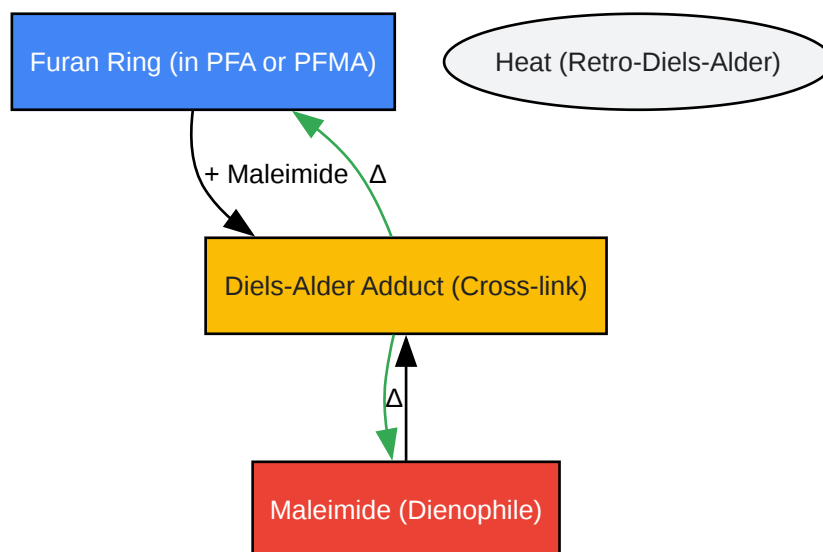 Furan Ring (in PFA or PFMA)
Heat (Retro-Diels-Alder)
+ Maleimide
Δ
Diels-Alder Adduct (Cross-link)
Δ
Maleimide (Dienophile)